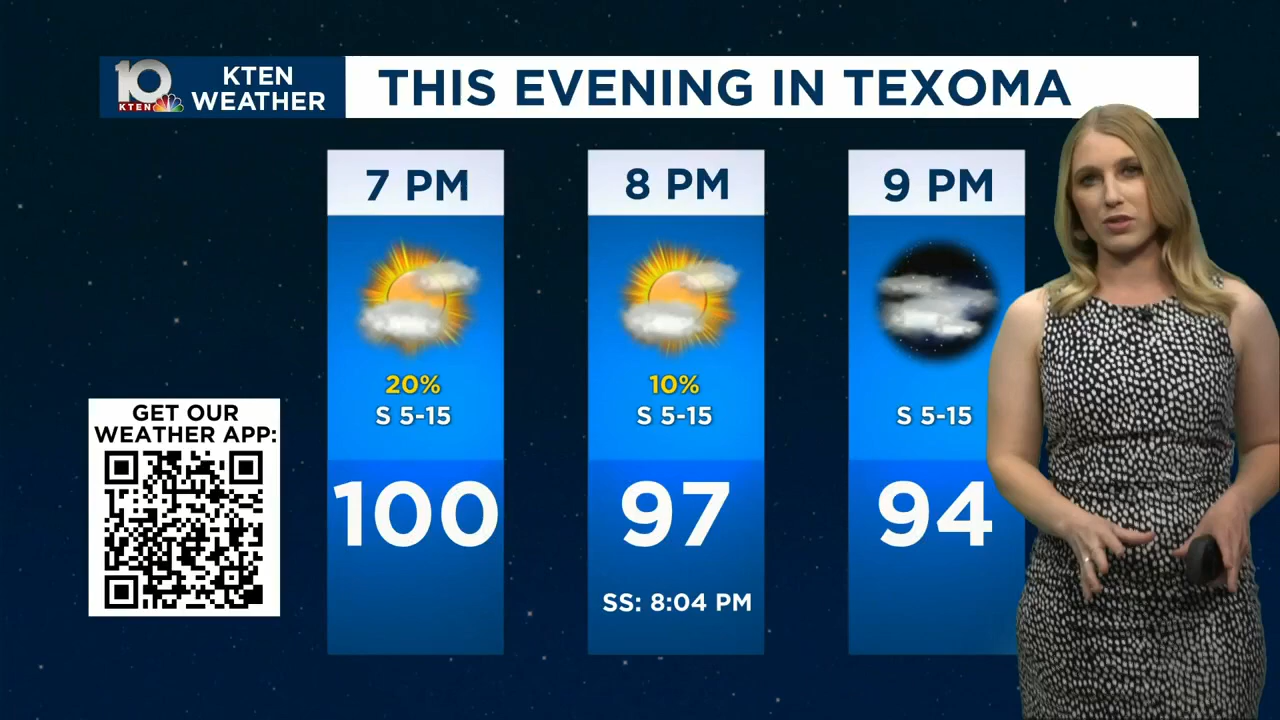 10
KTEN
KTEN
WEATHER
THIS EVENING IN TEXOMA
7 PM
20%
S 5-15
100
8 PM
10%
S 5-15
97
SS: 8:04 PM
9 PM
S 5-15
94
GET OUR
WEATHER APP: